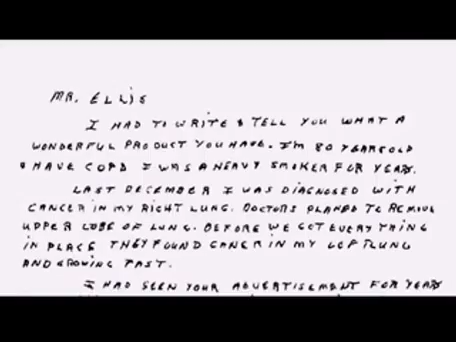 MR. ELLIS
I HAD TO WRITE & TELL YOU WHAT A
WONDERFUL PRODUCT YOU HAVE. I'M 80 YEARS OLD
& HAVE COPD I WAS A HEAVY SMOKER FOR YEARS.
LAST DECEMBER I WAS DIAGNOSED WITH
CANCER IN MY RIGHT LUNG. DOCTORS PLANED TO REMOVE
UPPER LOBE OF LUNG. BEFORE WE GOT EVERYTHING
IN PLACE THEY FOUND CANCER IN MY LEFT LUNG
AND GROWING FAST.
I HAD SEEN YOUR ADVERTISEMENT FOR YEARS